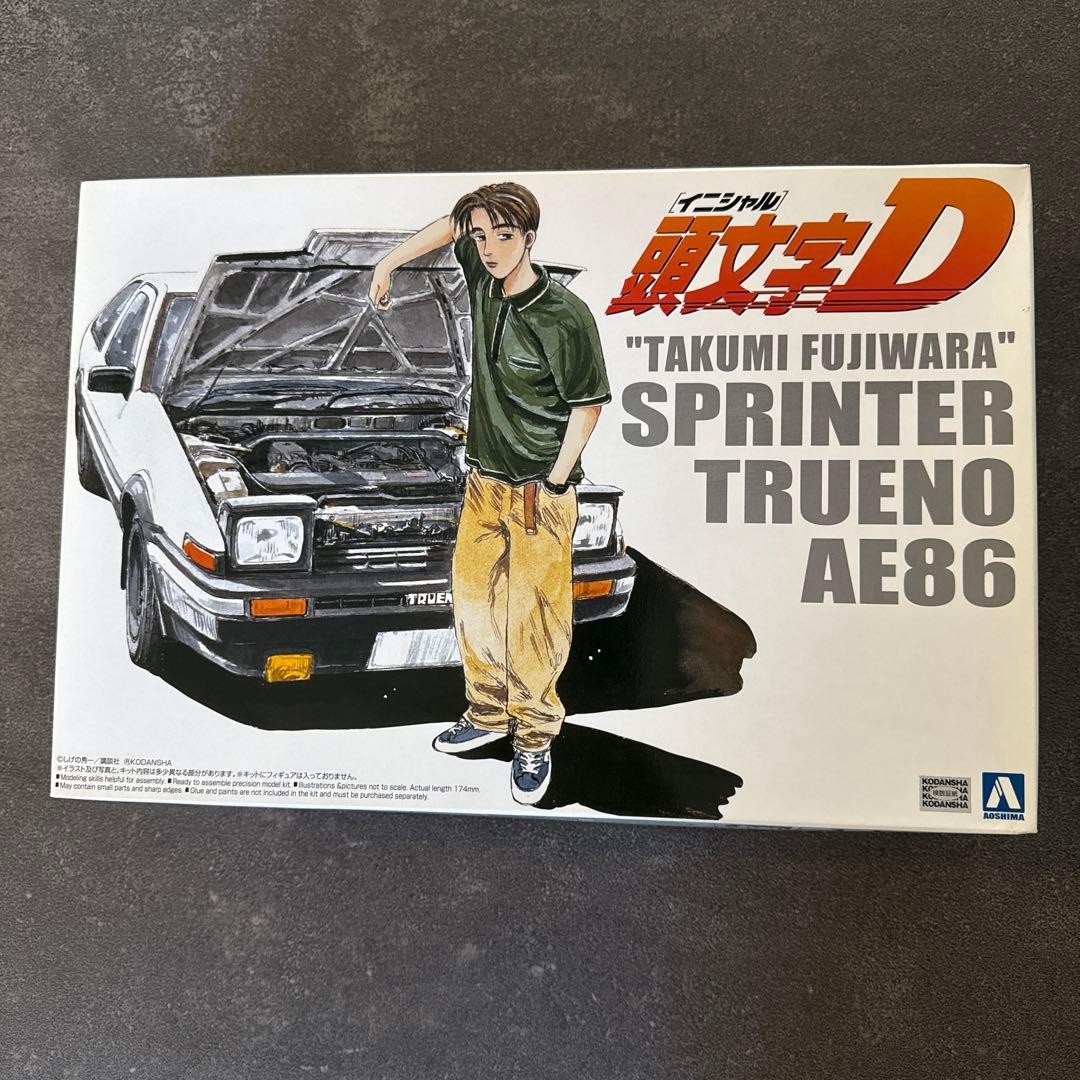 [イニシャル]
頭文字D
"TAKUMI FUJIWARA"
SPRINTER
TRUENO
AE86
TRUEN
©しげの秀一／講談社 ®KODANSHA
※イラスト及び写真と、キット内容は多少異なる部分があります。※キットにフィギュアは入っておりません。
■Modeling skills helpful for assembly. ■Ready to assemble precision model kit. ■Illustrations &pictures not to scale. Actual length 174mm.
■May contain small parts and sharp edges. ■Glue and paints are not included in the kit and must be purchased separately.
KODANSHA
検数証紙
KODANSHA
AOSHIMA